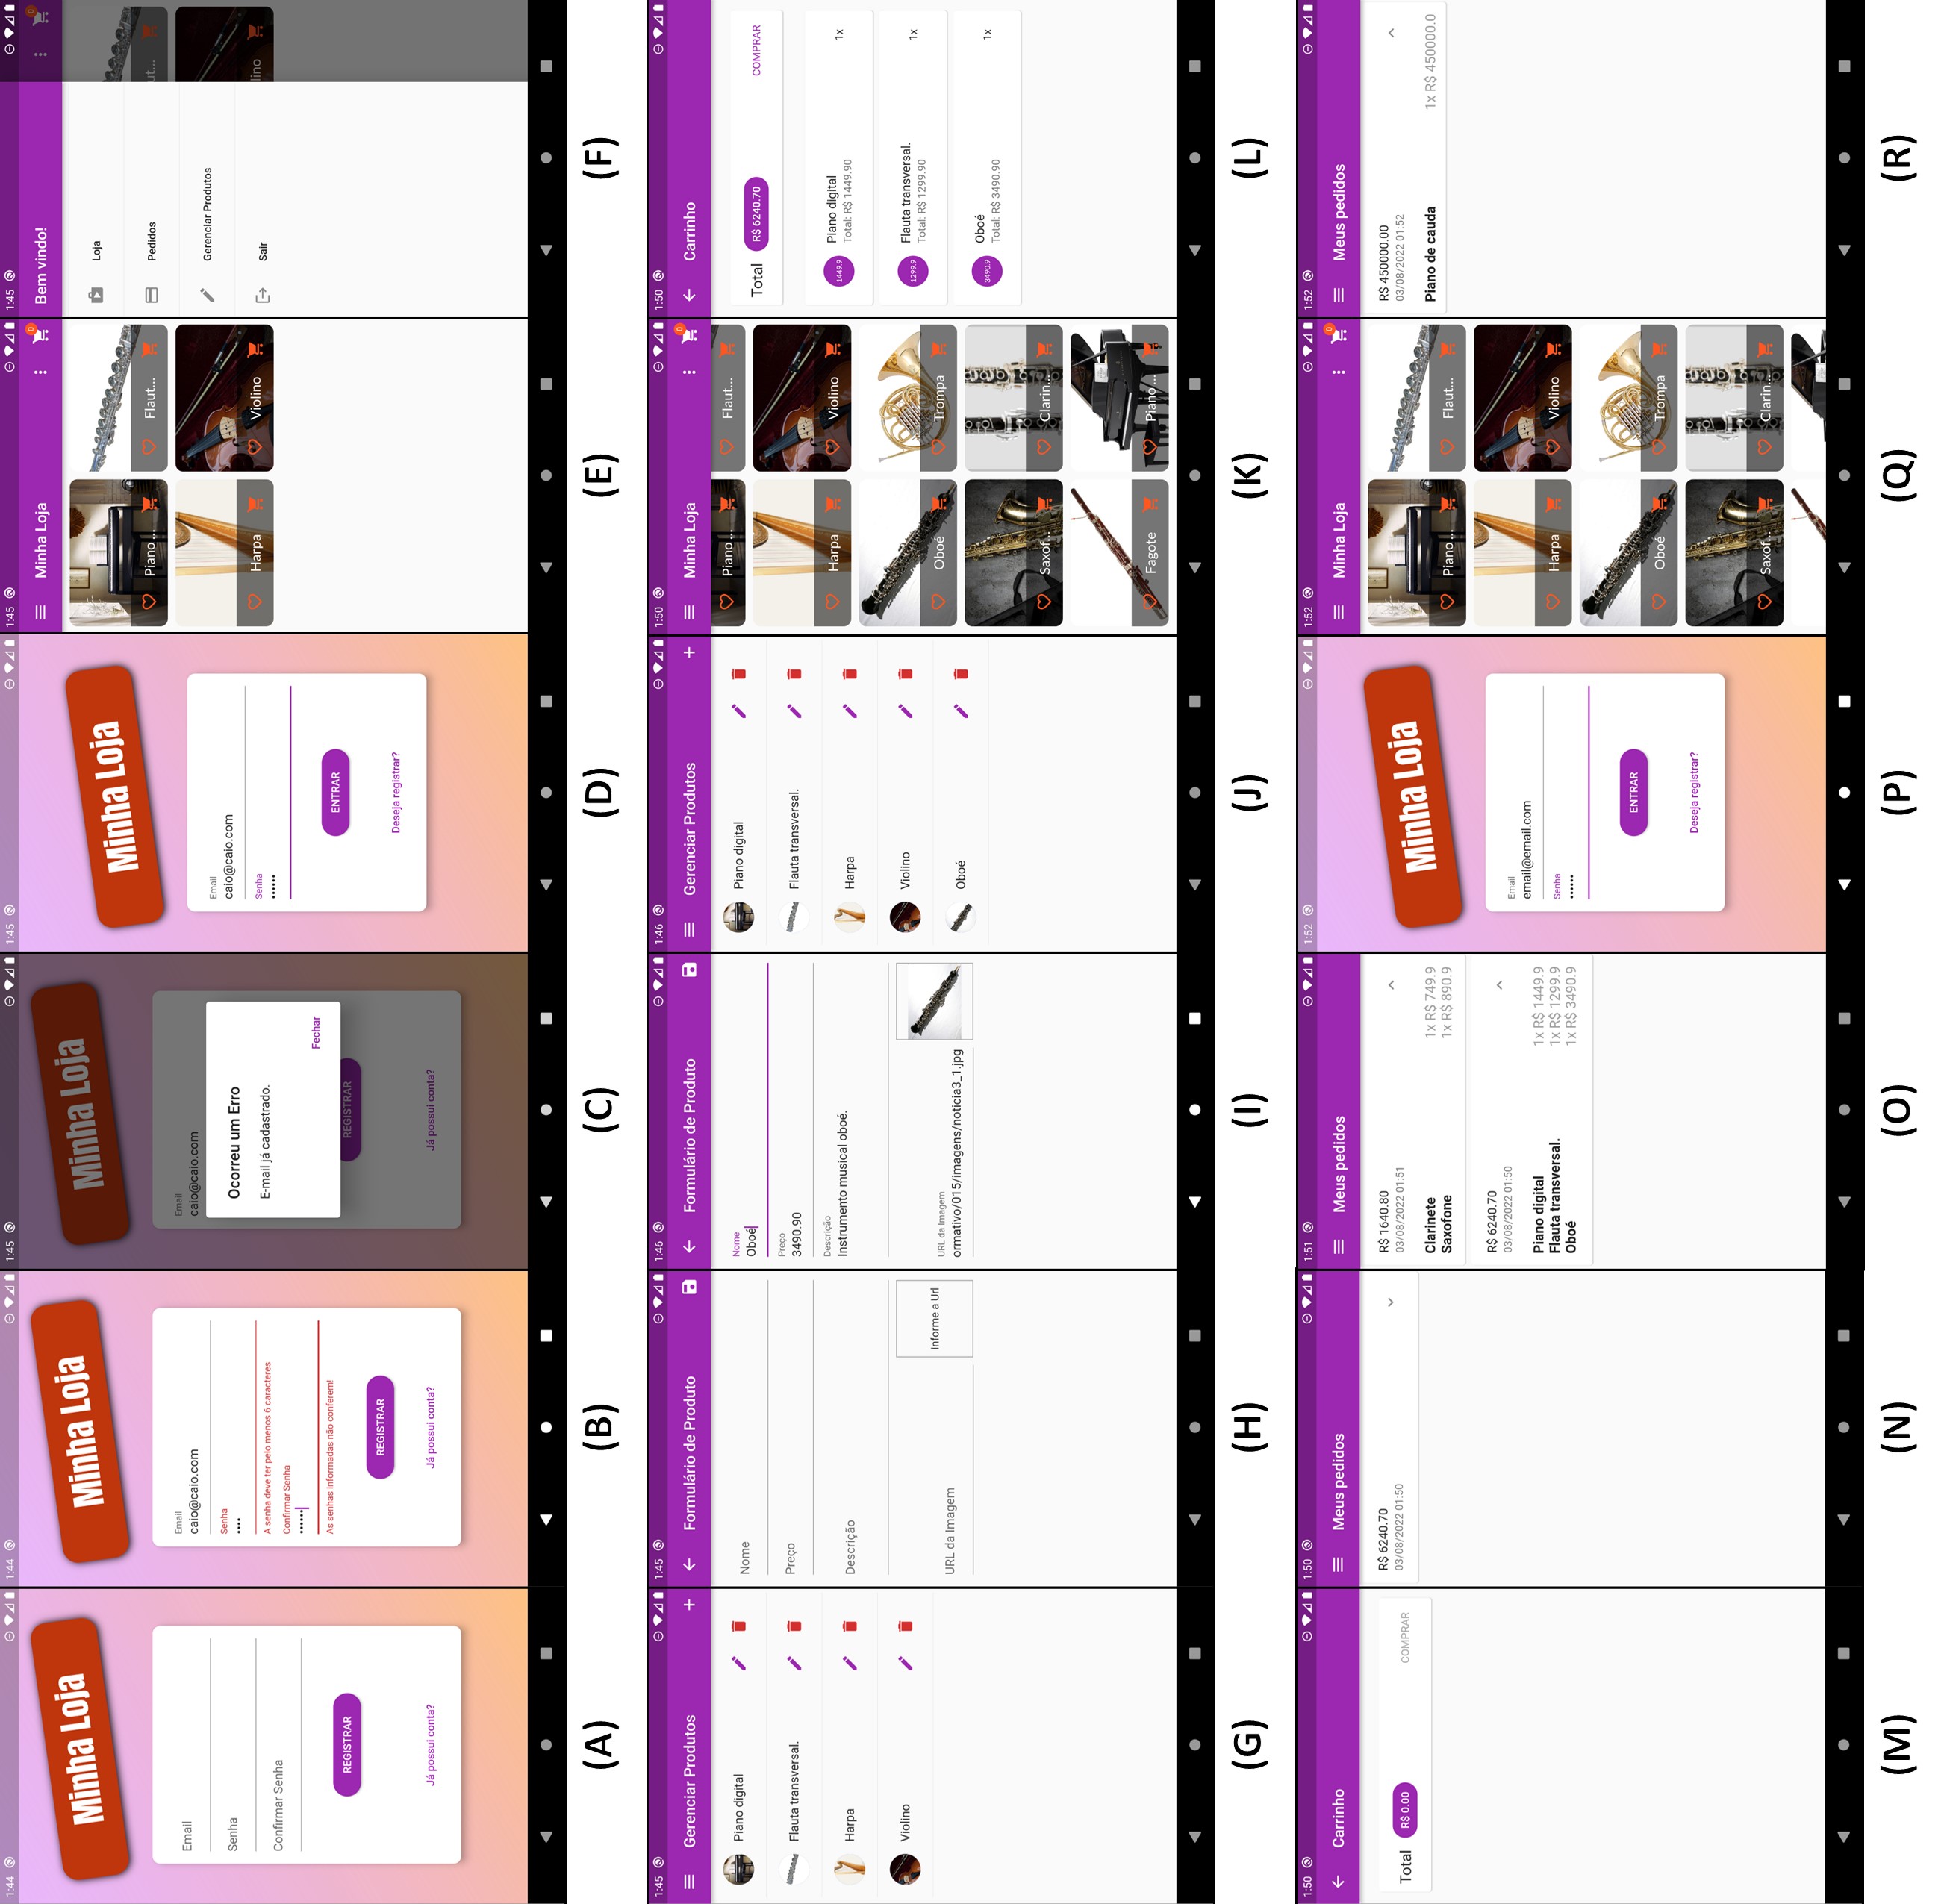 1:44
Minha Loja
Email
Senha
Confirmar Senha
REGISTRAR
Já possui conta?
(A)
1:44
Minha Loja
Email
caio@caio.com
Senha
••••
A senha deve ter pelo menos 6 caracteres
Confirmar Senha
••••••
As senhas informadas não conferem!
REGISTRAR
Já possui conta?
(B)
1:45
Minha Loja
Email
caio@caio.com
Ocorreu um Erro
E-mail já cadastrado.
Fechar
REGISTRAR
Já possui conta?
(C)
1:45
Minha Loja
Email
caio@caio.com
Senha
••••••
ENTRAR
Deseja registrar?
(D)
1:45
Minha Loja
0
Piano ...
Flaut...
Harpa
Violino
(E)
1:45
Bem vindo!
0
Loja
Pedidos
Gerenciar Produtos
Sair
ut...
lino
(F)
1:45
Gerenciar Produtos
Piano digital
Flauta transversal.
Harpa
Violino
(G)
1:45
Formulário de Produto
Nome
Preço
Descrição
URL da Imagem
Informe a Url
(H)
1:46
Formulário de Produto
Nome
Oboé
Preço
3490.90
Descrição
Instrumento musical oboé.
URL da Imagem
ormativo/015/imagens/noticia3_1.jpg
(I)
1:46
Gerenciar Produtos
Piano digital
Flauta transversal.
Harpa
Violino
Oboé
(J)
1:50
Minha Loja
0
Piano ...
Flaut...
Harpa
Violino
Oboé
Trompa
Saxof...
Clarin...
Fagote
Piano ...
(K)
1:50
Carrinho
Total R$ 6240.70 COMPRAR
1449.9
Piano digital
Total: R$ 1449.90
1x
1299.9
Flauta transversal.
Total: R$ 1299.90
1x
3490.9
Oboé
Total: R$ 3490.90
1x
(L)
1:50
Carrinho
Total R$ 0.00 COMPRAR
(M)
1:50
Meus pedidos
R$ 6240.70
03/08/2022 01:50
(N)
1:51
Meus pedidos
R$ 1640.80
03/08/2022 01:51
Clarinete 1x R$ 749.9
Saxofone 1x R$ 890.9
R$ 6240.70
03/08/2022 01:50
Piano digital 1x R$ 1449.9
Flauta transversal. 1x R$ 1299.9
Oboé 1x R$ 3490.9
(O)
1:52
Minha Loja
Email
email@email.com
Senha
••••••
ENTRAR
Deseja registrar?
(P)
1:52
Minha Loja
0
Piano ...
Flaut...
Harpa
Violino
Oboé
Trompa
Saxof...
Clarin...
(Q)
1:52
Meus pedidos
R$ 450000.00
03/08/2022 01:52
Piano de cauda 1x R$ 450000.0
(R)